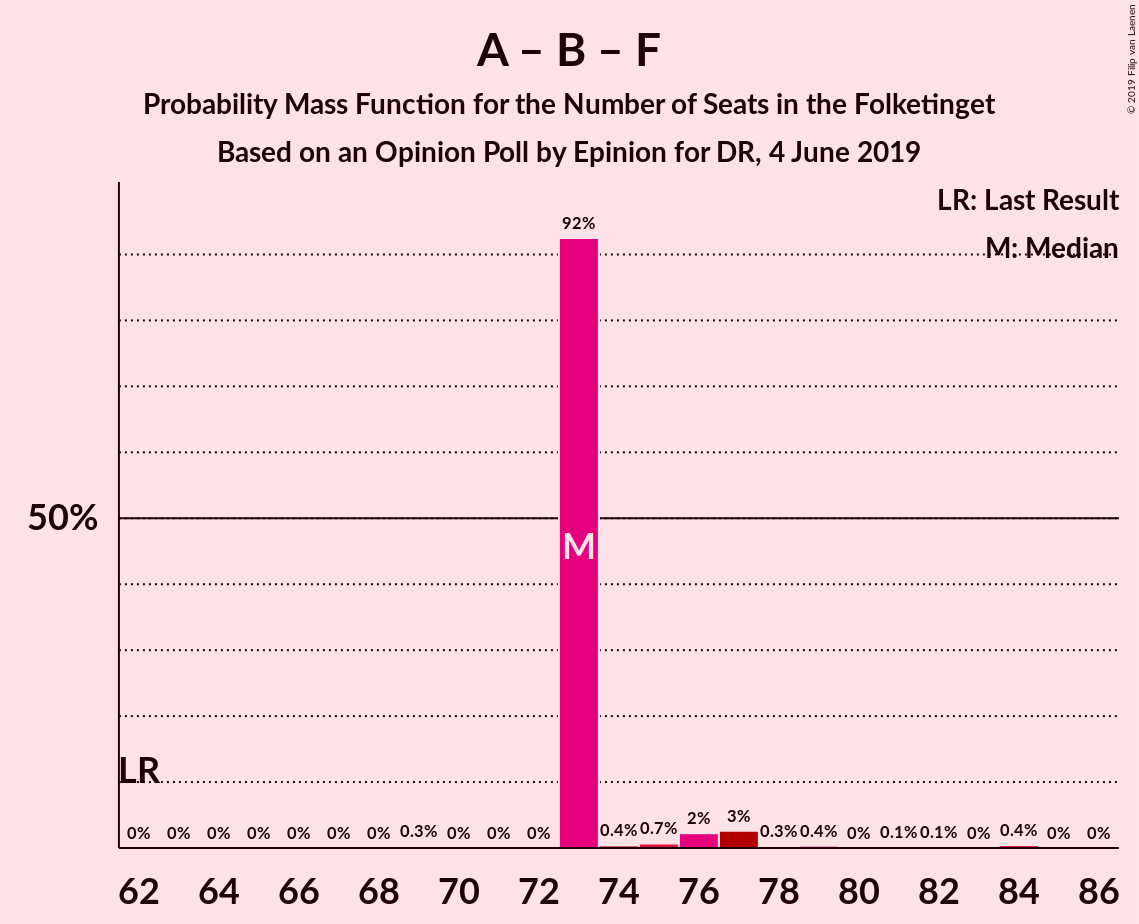 A – B – F
Probability Mass Function for the Number of Seats in the Folketinget
Based on an Opinion Poll by Epinion for DR, 4 June 2019
© 2019 Filip van Laenen
LR: Last Result
M: Median
92%
50%
M
LR
0% 0% 0% 0% 0% 0% 0% 0.3% 0% 0% 0% 0.4% 0.7% 2% 3% 0.3% 0.4% 0% 0.1% 0.1% 0% 0.4% 0% 0%
62 64 66 68 70 72 74 76 78 80 82 84 86